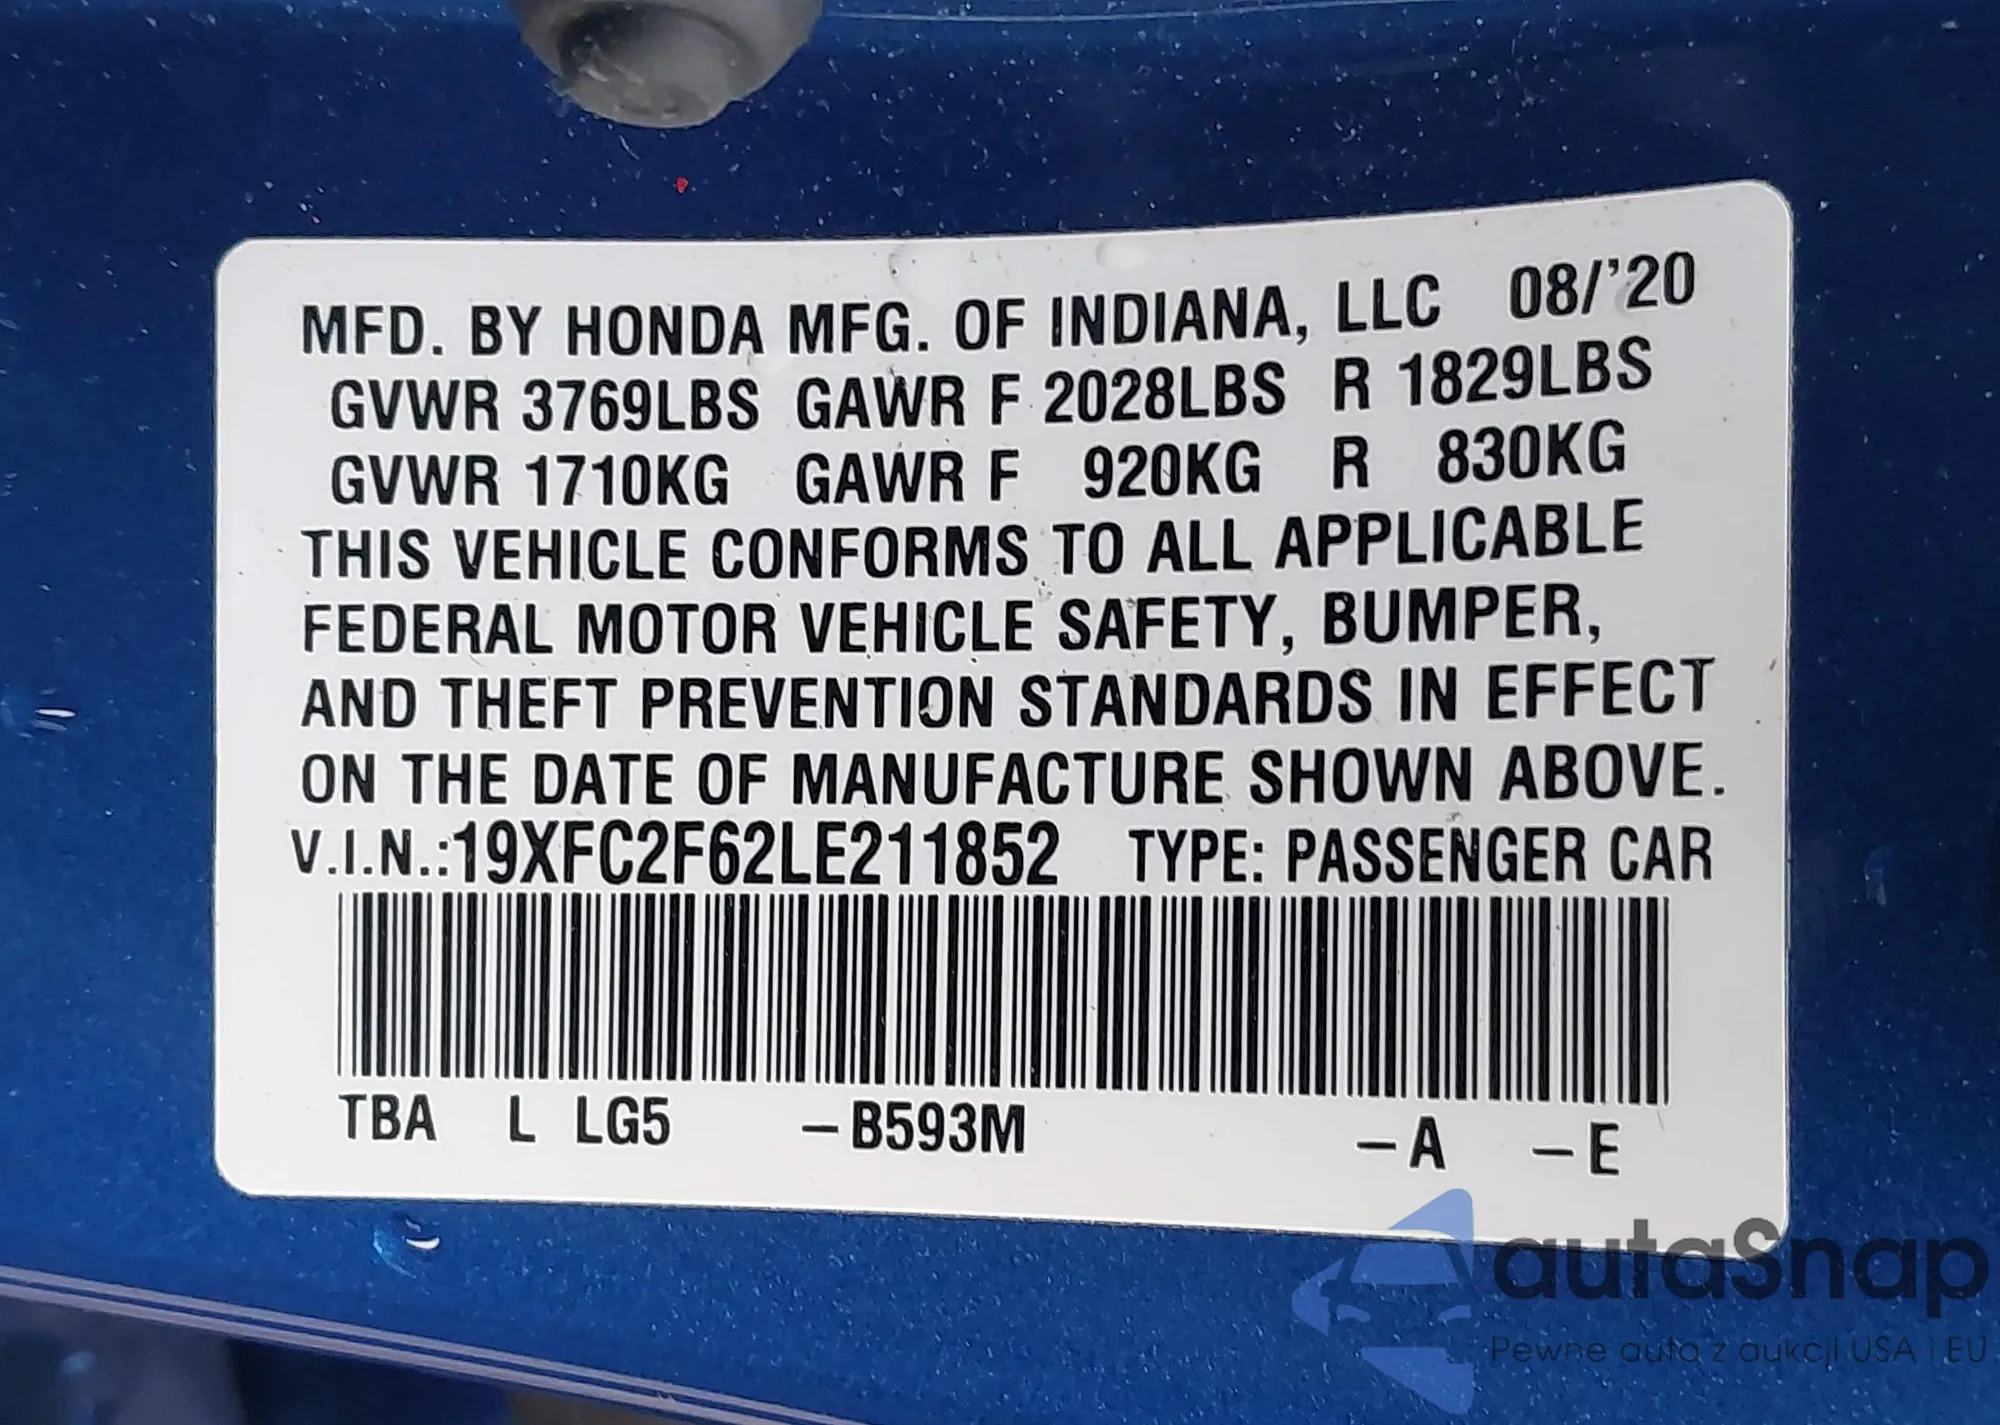 MFD. BY HONDA MFG. OF INDIANA, LLC 08/'20
GVWR 3769LBS GAWR F 2028LBS R 1829LBS
GVWR 1710KG GAWR F 920KG R 830KG
THIS VEHICLE CONFORMS TO ALL APPLICABLE
FEDERAL MOTOR VEHICLE SAFETY, BUMPER,
AND THEFT PREVENTION STANDARDS IN EFFECT
ON THE DATE OF MANUFACTURE SHOWN ABOVE.
V.I.N.:19XFC2F62LE211852 TYPE: PASSENGER CAR
TBA L LG5 –B593M –A –E
autaSnap
Pewne auta z aukcji USA i EU